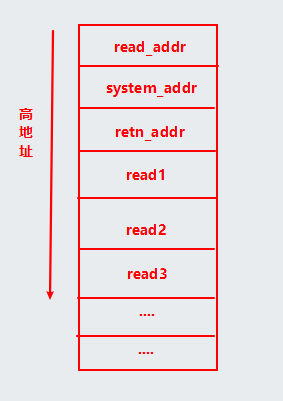 高地址
read_addr
system_addr
retn_addr
read1
read2
read3
....
....